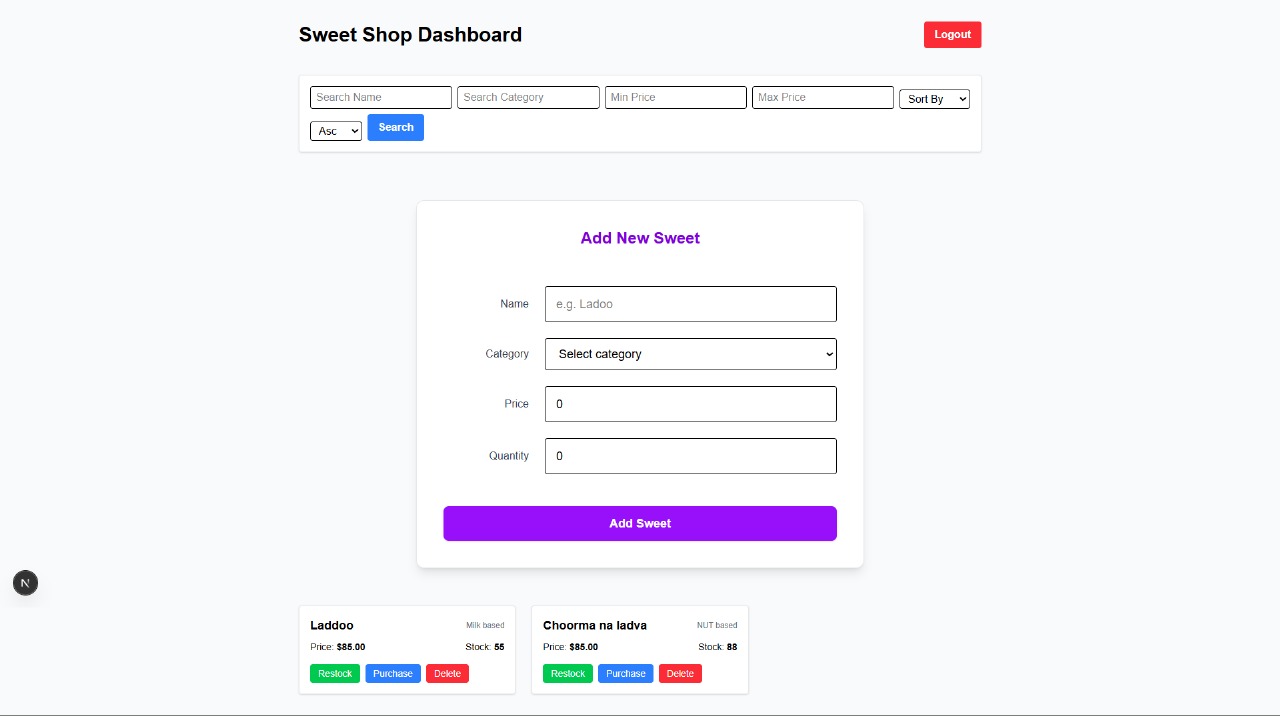 Sweet Shop Dashboard Logout
Search Name Search Category Min Price Max Price Sort By
Asc Search
Add New Sweet
Name e.g. Ladoo
Category Select category
Price 0
Quantity 0
Add Sweet
N
Laddoo Milk based
Price: $85.00 Stock: 55
Restock Purchase Delete
Choorma na ladva NUT based
Price: $85.00 Stock: 88
Restock Purchase Delete